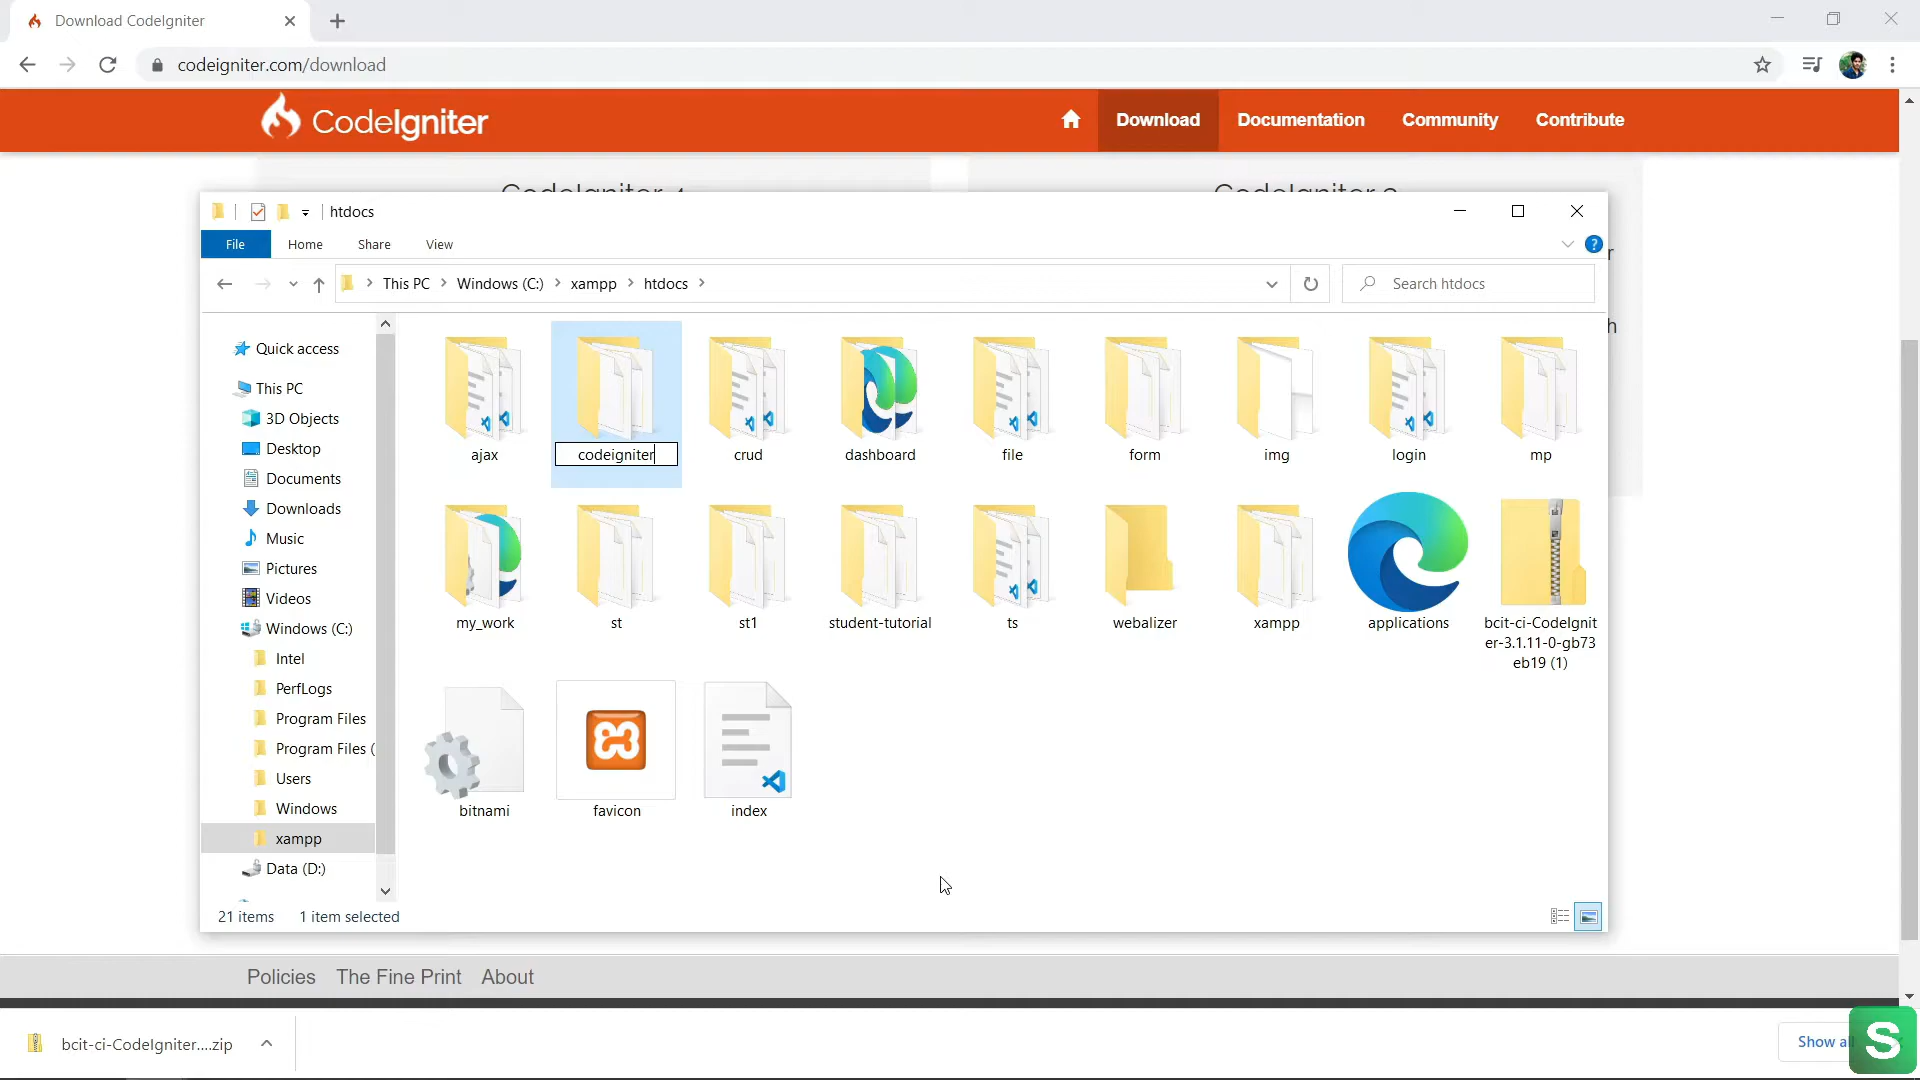 Download CodeIgniter
codeigniter.com/download
CodeIgniter
Download
Documentation
Community
Contribute
htdocs
File
Home
Share
View
This PC
Windows (C:)
xampp
htdocs
Search htdocs
Quick access
This PC
3D Objects
Desktop
Documents
Downloads
Music
Pictures
Videos
Windows (C:)
Intel
PerfLogs
Program Files
Program Files (
Users
Windows
xampp
Data (D:)
ajax
codeigniter
crud
dashboard
file
form
img
login
mp
my_work
st
st1
student-tutorial
ts
webalizer
xampp
applications
bcit-ci-CodeIgnit
er-3.1.11-0-gb73
eb19 (1)
bitnami
favicon
index
21 items
1 item selected
Policies
The Fine Print
About
bcit-ci-CodeIgniter....zip
Show all
S